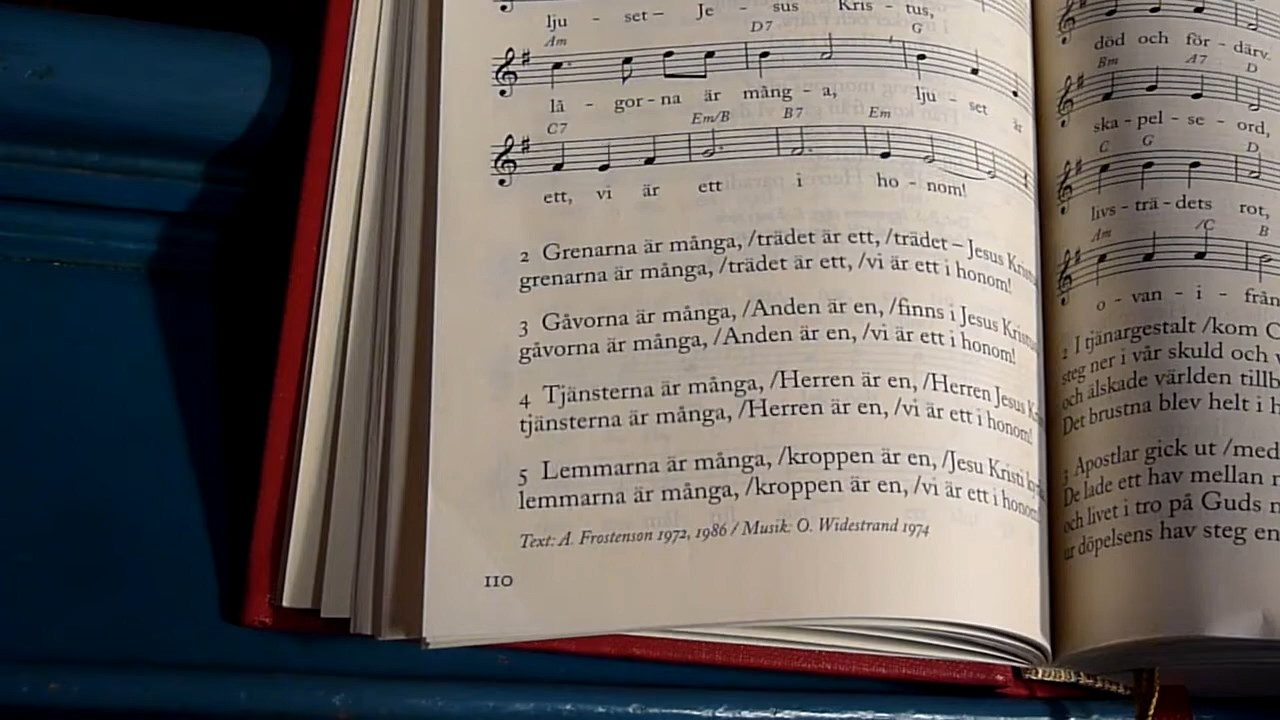 lju - set - Je - sus Kris - tus,
Am D7 G
lå - gor - na är mång - a, lju - set är
C7 Em/B B7 Em
ett, vi är ett i ho - nom!
2 Grenarna är många, /trädet är ett, /trädet – Jesus
grenarna är många, /trädet är ett, /vi är ett i honom!
3 Gåvorna är många, /Anden är en, /finns i Jesus
gåvorna är många, /Anden är en, /vi är ett i honom!
4 Tjänsterna är många, /Herren är en, /Herren Jesus
tjänsterna är många, /Herren är en, /vi är ett i honom!
5 Lemmarna är många, /kroppen är en, /Jesu Kristi
lemmarna är många, /kroppen är en, /vi är ett i honom!
Text: A. Frostenson 1972, 1986 / Musik: O. Widestrand 1974
110
död och för - därv.
Bm A7 D
ska - pel - se - ord,
C G D
livs - trä - dets rot,
Am /C B
o - van - i - från
2 I tjänargestalt /kom
steg ner i vår skuld och
och älskade världen
Det brustna blev helt i
3 Apostlar gick ut /med
De lade ett hav mellan
och livet i tro på Guds
ur döpelsens hav steg